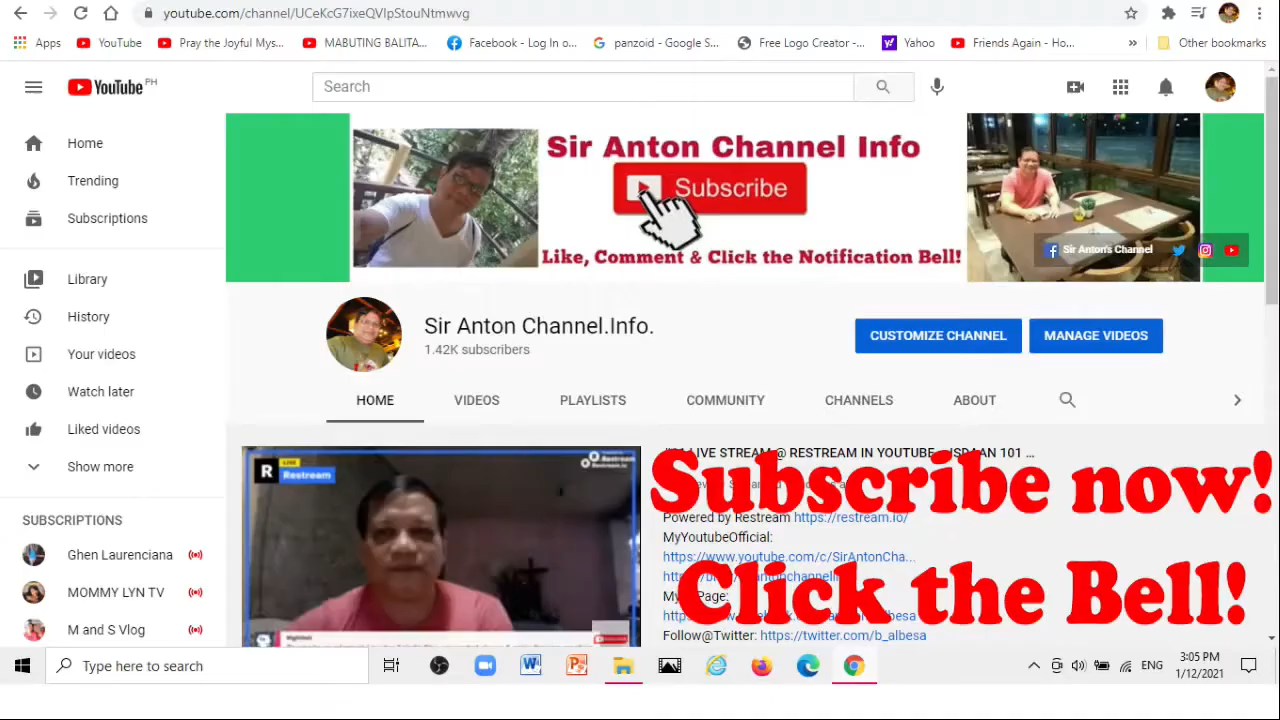 youtube.com/channel/UCeKcG7ixeQVIpStouNtmwvg
Apps YouTube Pray the Joyful Mys... MABUTING BALITA... Facebook - Log In o... panzoid - Google S... Free Logo Creator -... Yahoo Friends Again - Ho... » Other bookmarks
YouTube PH
Search
Home
Trending
Subscriptions
Library
History
Your videos
Watch later
Liked videos
Show more
SUBSCRIPTIONS
Ghen Laurenciana
MOMMY LYN TV
M and S Vlog
Sir Anton Channel Info
Subscribe
Like, Comment & Click the Notification Bell!
Sir Anton's Channel
Sir Anton Channel.Info.
1.42K subscribers
CUSTOMIZE CHANNEL
MANAGE VIDEOS
HOME VIDEOS PLAYLISTS COMMUNITY CHANNELS ABOUT
R LIVE
Restream
Restream
Restream.io
LIVE STREAM @ RESTREAM IN YOUTUBE
101 ...
Subscribe now!
Powered by Restream https://restream.io/
MyYoutubeOfficial:
https://www.youtube.com/c/SirAntonCha...
Click the Bell!
Follow@Twitter: https://twitter.com/b_albesa
Type here to search
ENG
3:05 PM
1/12/2021